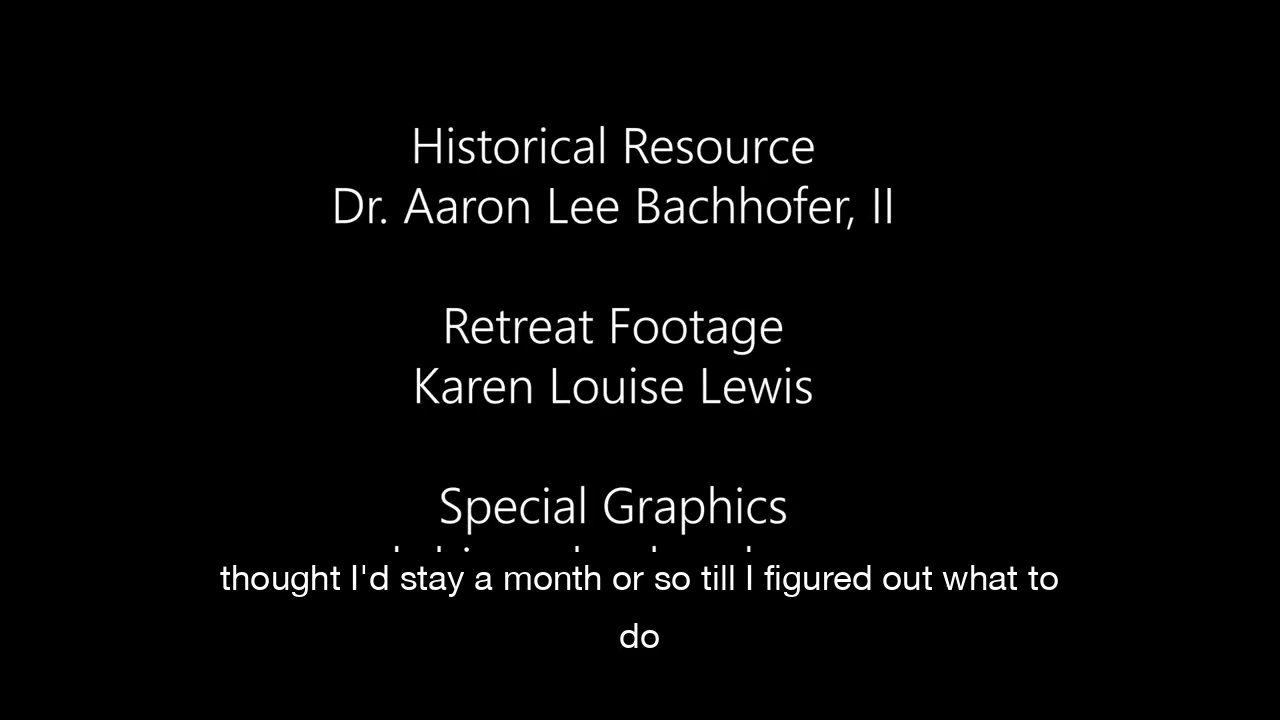 Historical Resource
Dr. Aaron Lee Bachhofer, II
Retreat Footage
Karen Louise Lewis
Special Graphics
thought I'd stay a month or so till I figured out what to
do